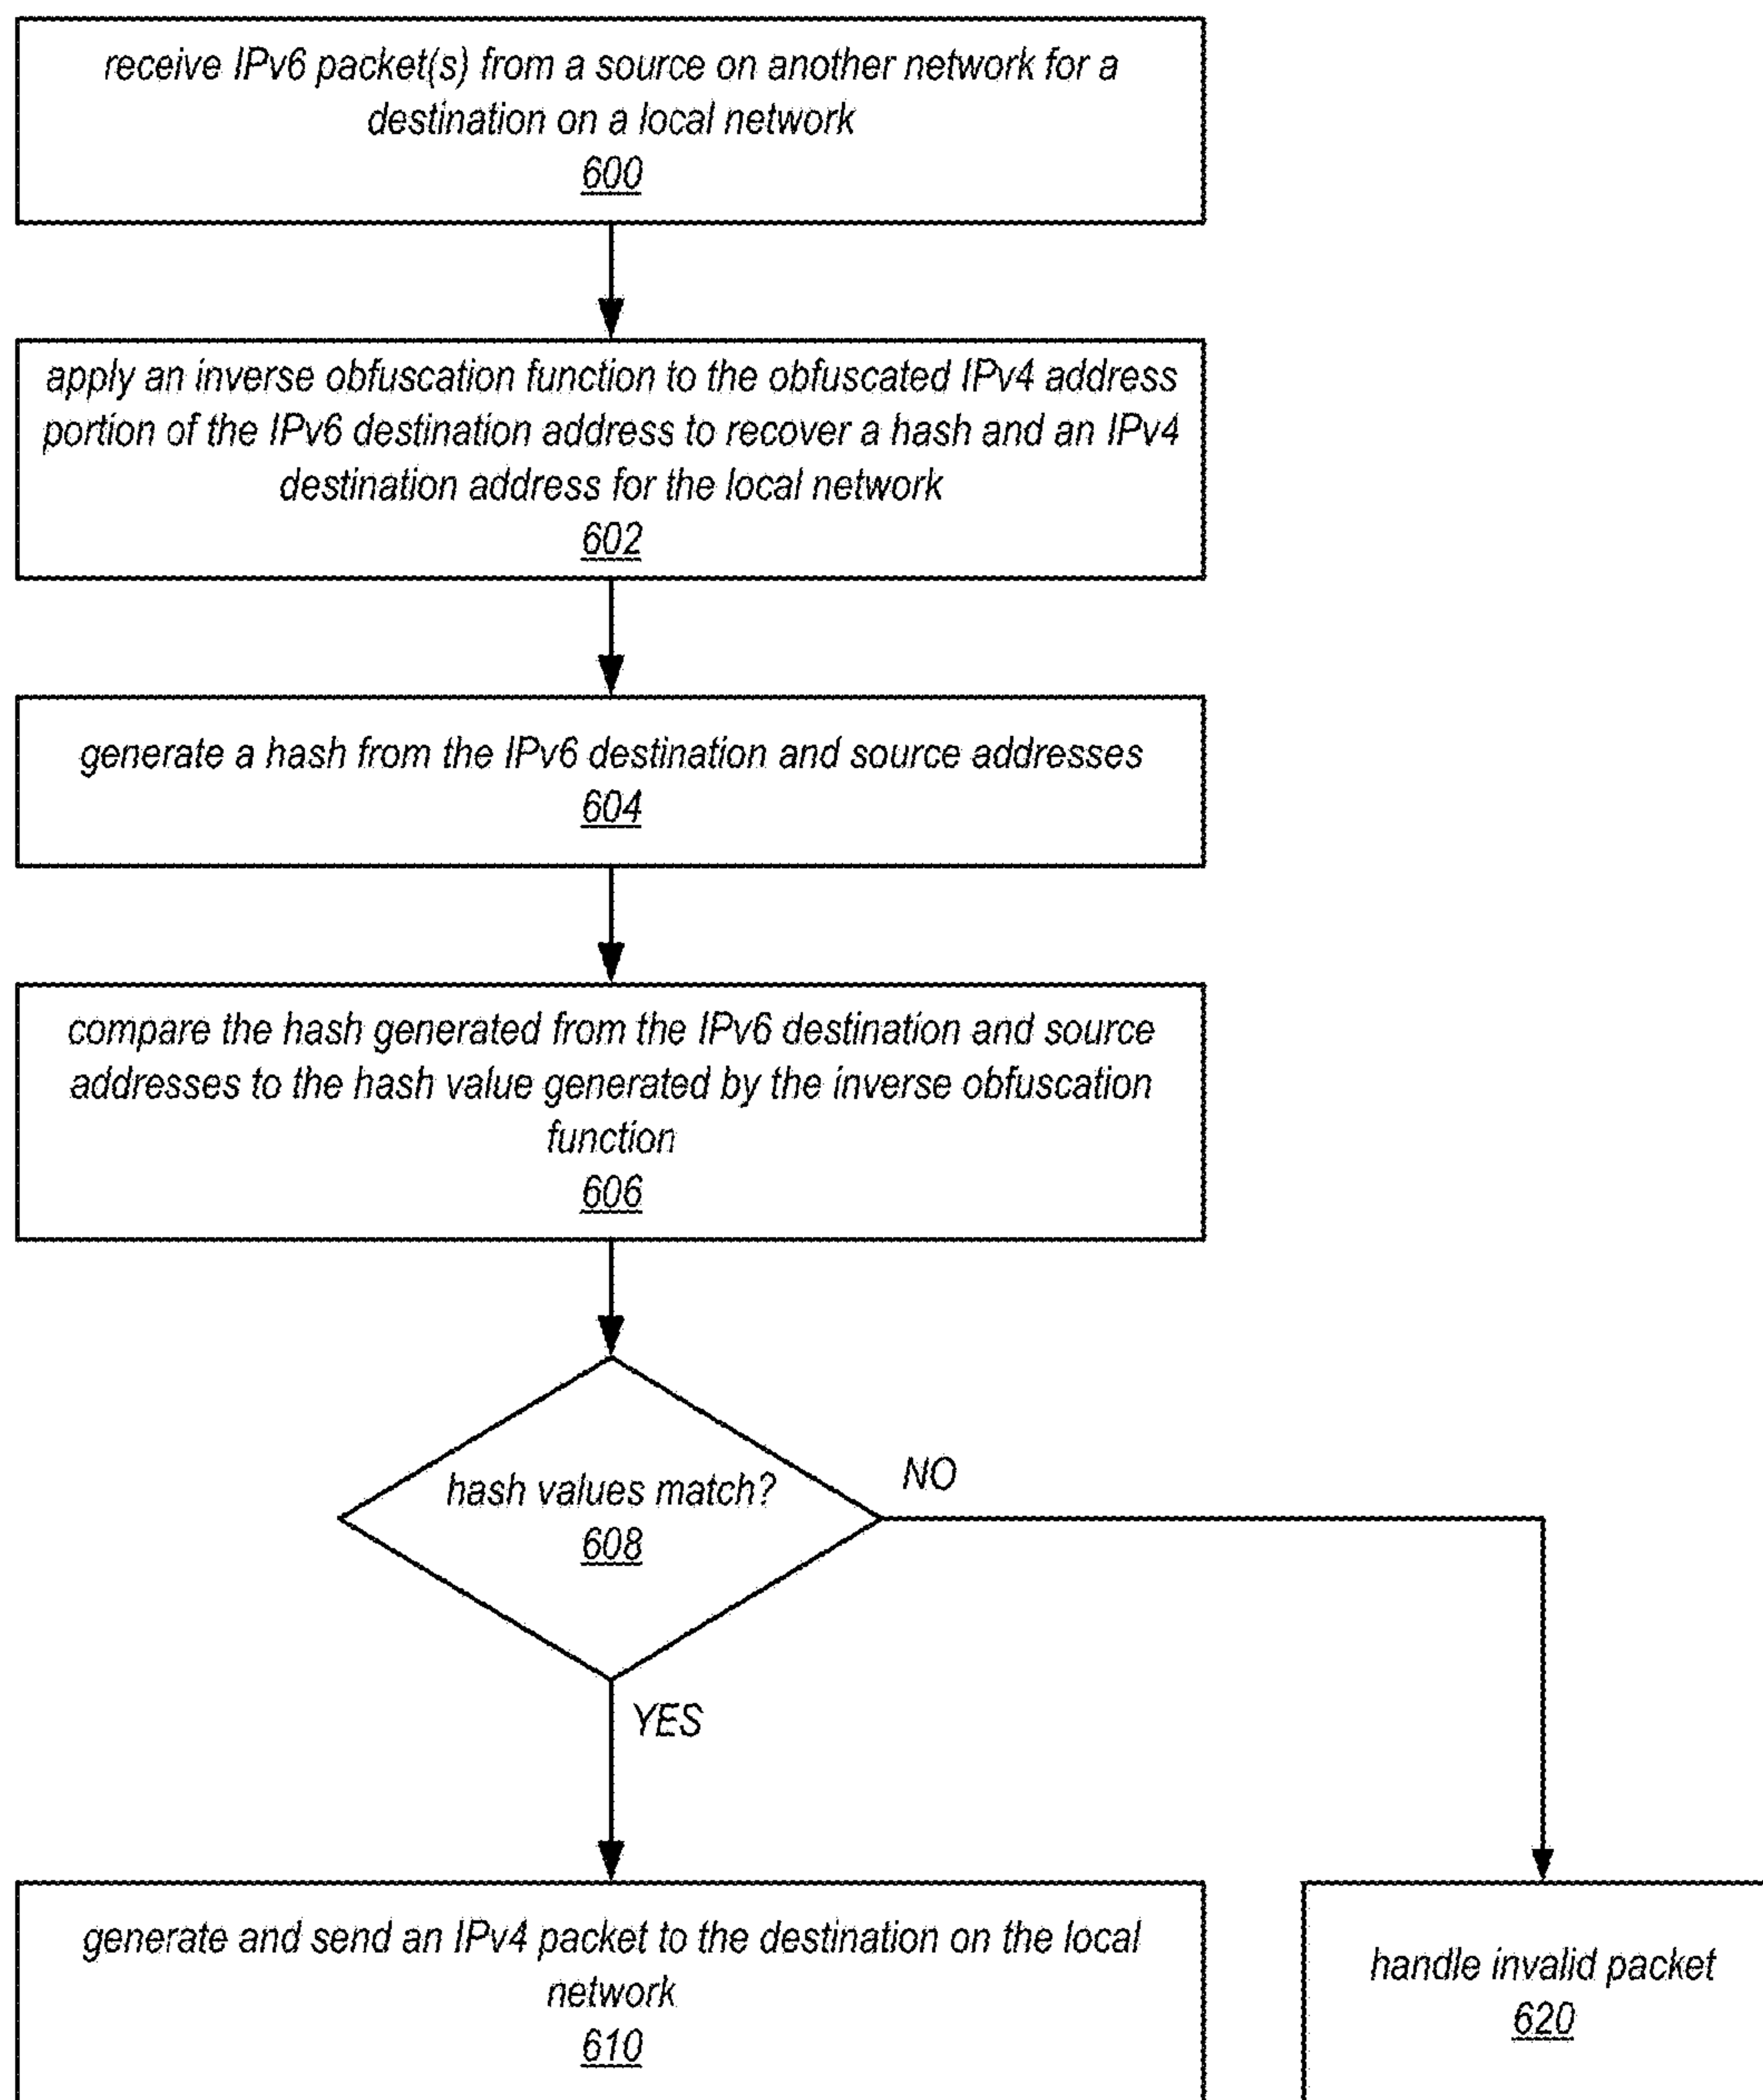 receive IPv6 packet(s) from a source on another network for a
destination on a local network
600
apply an inverse obfuscation function to the obfuscated IPv4 address
portion of the IPv6 destination address to recover a hash and an IPv4
destination address for the local network
602
generate a hash from the IPv6 destination and source addresses
604
compare the hash generated from the IPv6 destination and source
addresses to the hash value generated by the inverse obfuscation
function
606
hash values match?
608
NO
YES
generate and send an IPv4 packet to the destination on the local
network
610
handle invalid packet
620